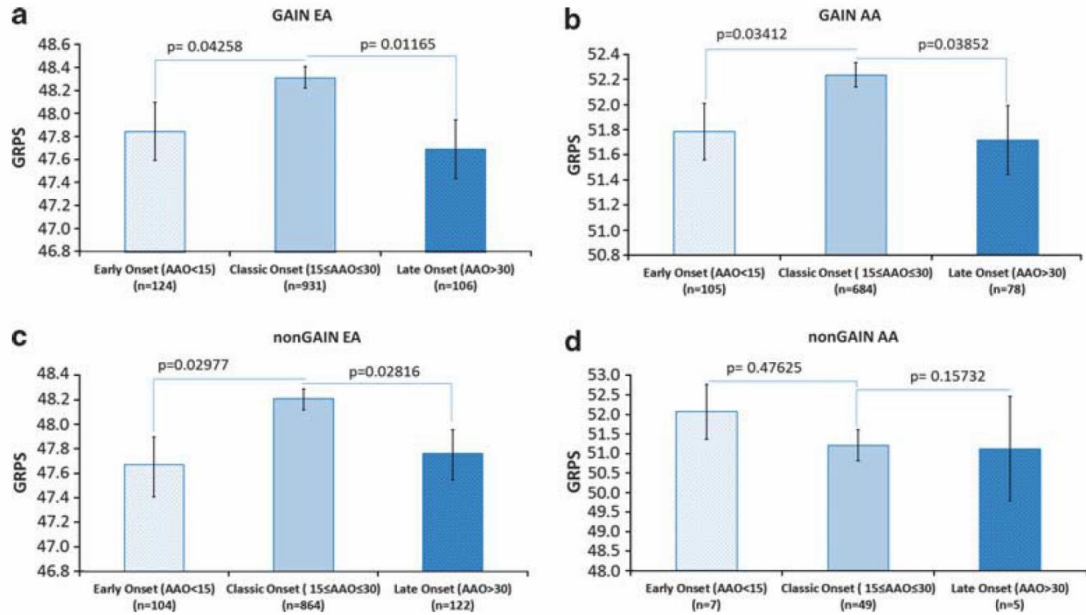 a
GAIN EA
p= 0.04258
p= 0.01165
GRPS
48.6
48.4
48.2
48.0
47.8
47.6
47.4
47.2
47.0
46.8
Early Onset (AAO<15)
(n=124)
Classic Onset (15≤AAO≤30)
(n=931)
Late Onset (AAO>30)
(n=106)
b
GAIN AA
p=0.03412
p=0.03852
GRPS
52.4
52.2
52.0
51.8
51.6
51.4
51.2
51.0
50.8
Early Onset (AAO<15)
(n=105)
Classic Onset ( 15≤AAO≤30)
(n=684)
Late Onset (AAO>30)
(n=78)
c
nonGAIN EA
p=0.02977
p=0.02816
GRPS
48.4
48.2
48.0
47.8
47.6
47.4
47.2
47.0
46.8
Early Onset (AAO<15)
(n=104)
Classic Onset ( 15≤AAO≤30)
(n=864)
Late Onset (AAO>30)
(n=122)
d
nonGAIN AA
p= 0.47625
p= 0.15732
GRPS
53.0
52.5
52.0
51.5
51.0
50.5
50.0
49.5
49.0
48.5
48.0
Early Onset (AAO<15)
(n=7)
Classic Onset ( 15≤AAO≤30)
(n=49)
Late Onset (AAO>30)
(n=5)